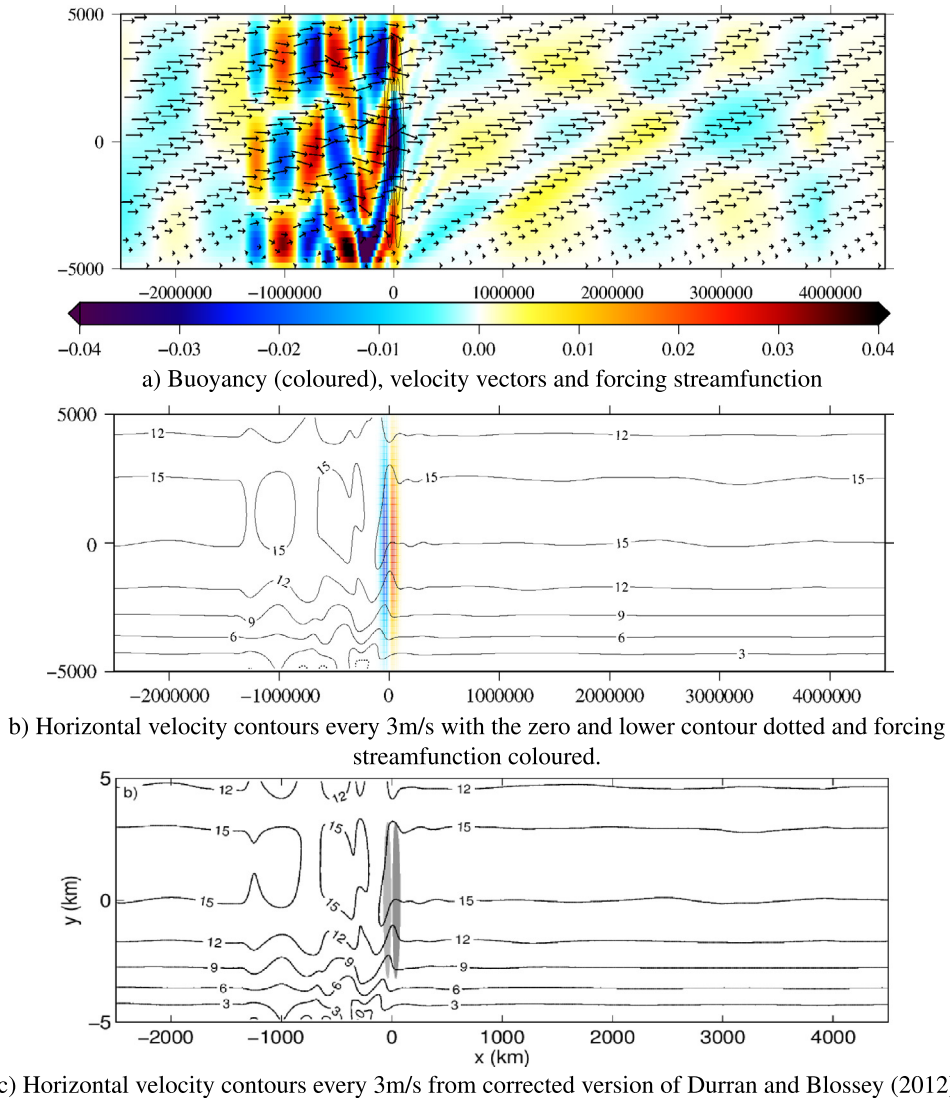 5000
0
−5000
−2000000 −1000000 0 1000000 2000000 3000000 4000000
−0.04 −0.03 −0.02 −0.01 0.00 0.01 0.02 0.03 0.04
a) Buoyancy (coloured), velocity vectors and forcing streamfunction
5000
12 12
15 15 15 15
0
15 15
12 12
9 9
6 6
3
−5000
−2000000 −1000000 0 1000000 2000000 3000000 4000000
b) Horizontal velocity contours every 3m/s with the zero and lower contour dotted and forcing
streamfunction coloured.
5
b)
12 12 12
15 15 15
y (km)
0
15 15 15
12 12 12
9 9 9
6 6 6
3 3 3
−5
−2000 −1000 0 1000 2000 3000 4000
x (km)
c) Horizontal velocity contours every 3m/s from corrected version of Durran and Blossey (2012